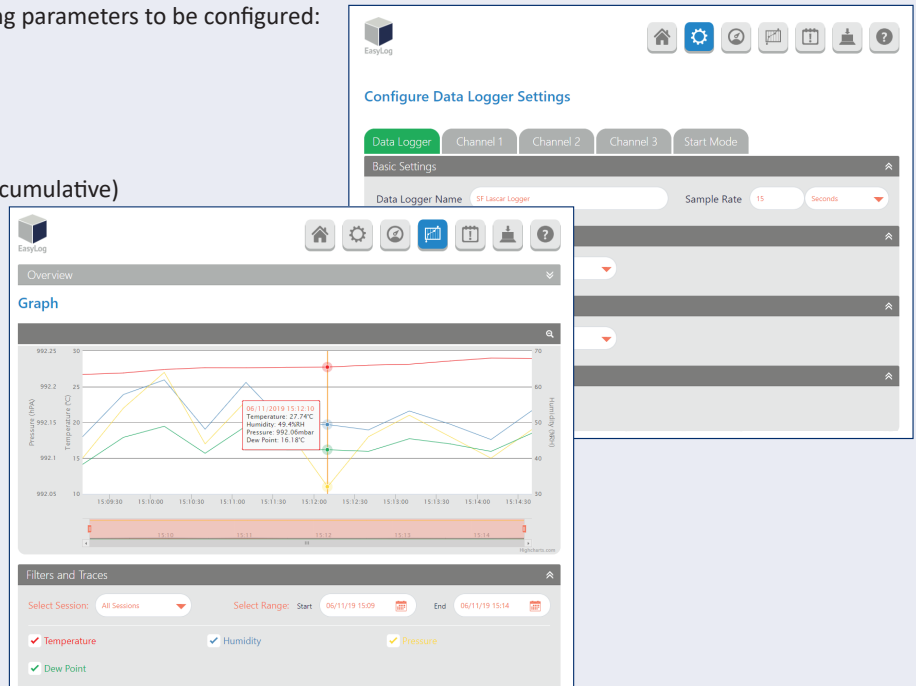 ng parameters to be configured:
cumulative)
EasyLog
Configure Data Logger Settings
Data Logger
Channel 1
Channel 2
Channel 3
Start Mode
Basic Settings
Data Logger Name
SF Lascar Logger
Sample Rate
15
Seconds
EasyLog
Overview
Graph
992.25
992.2
992.15
992.1
992.05
Pressure (hPa)
30
25
20
15
10
Temperature (°C)
06/11/2019 15:12:10
Temperature: 27.74°C
Humidity: 49.4%RH
Pressure: 992.06mbar
Dew Point: 16.18°C
70
60
50
40
30
Humidity (%RH)
15:09:30
15:10:00
15:10:30
15:11:00
15:11:30
15:12:00
15:12:30
15:13:00
15:13:30
15:14:00
15:14:30
15:10
15:11
15:12
15:13
15:14
Highcharts.com
Filters and Traces
Select Session:
All Sessions
Select Range:
Start
06/11/19 15:09
End
06/11/19 15:14
Temperature
Humidity
Pressure
Dew Point